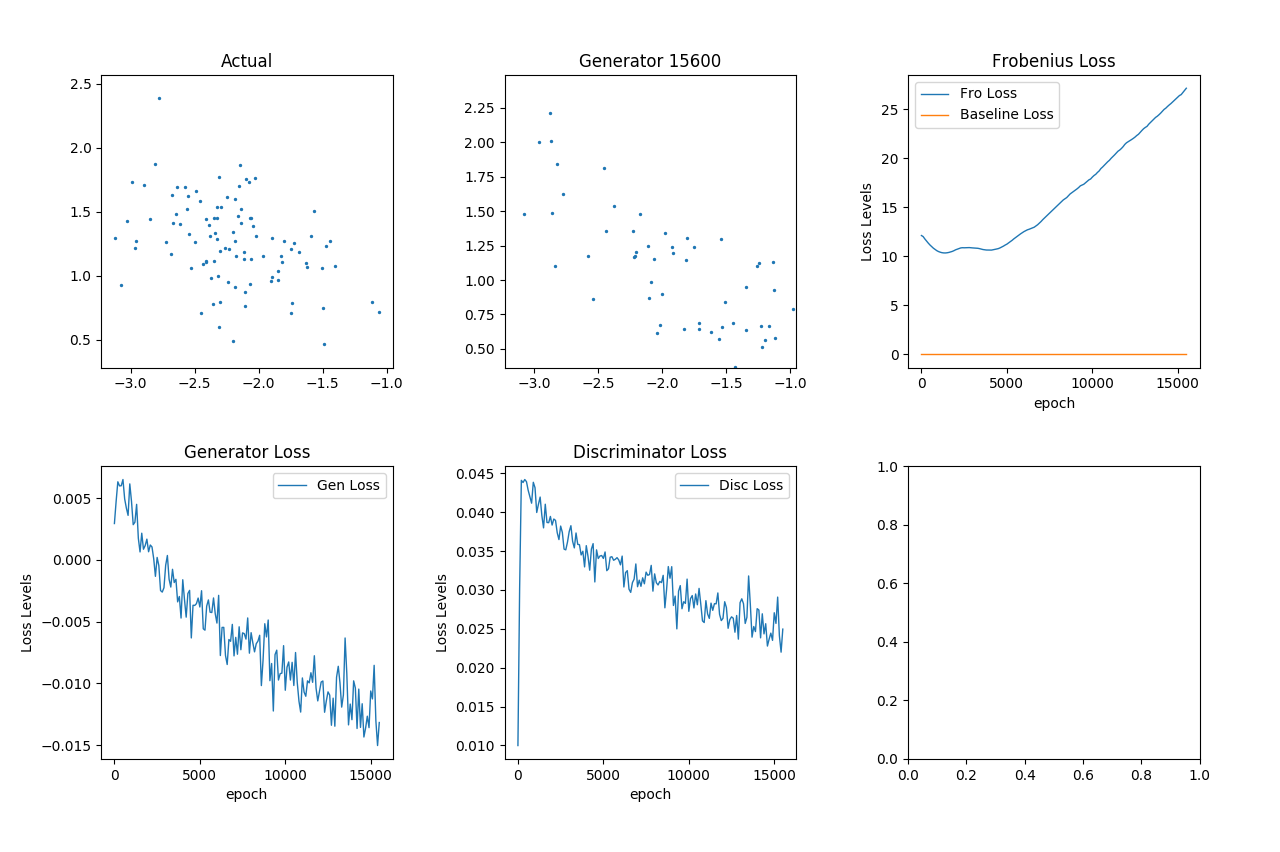 Actual
2.5
2.0
1.5
1.0
0.5
−3.0 −2.5 −2.0 −1.5 −1.0
Generator 15600
2.25
2.00
1.75
1.50
1.25
1.00
0.75
0.50
−3.0 −2.5 −2.0 −1.5 −1.0
Frobenius Loss
Fro Loss
Baseline Loss
Loss Levels
25
20
15
10
5
0
0 5000 10000 15000
epoch
Generator Loss
Gen Loss
Loss Levels
0.005
0.000
−0.005
−0.010
−0.015
0 5000 10000 15000
epoch
Discriminator Loss
Disc Loss
Loss Levels
0.045
0.040
0.035
0.030
0.025
0.020
0.015
0.010
0 5000 10000 15000
epoch
1.0
0.8
0.6
0.4
0.2
0.0
0.0 0.2 0.4 0.6 0.8 1.0